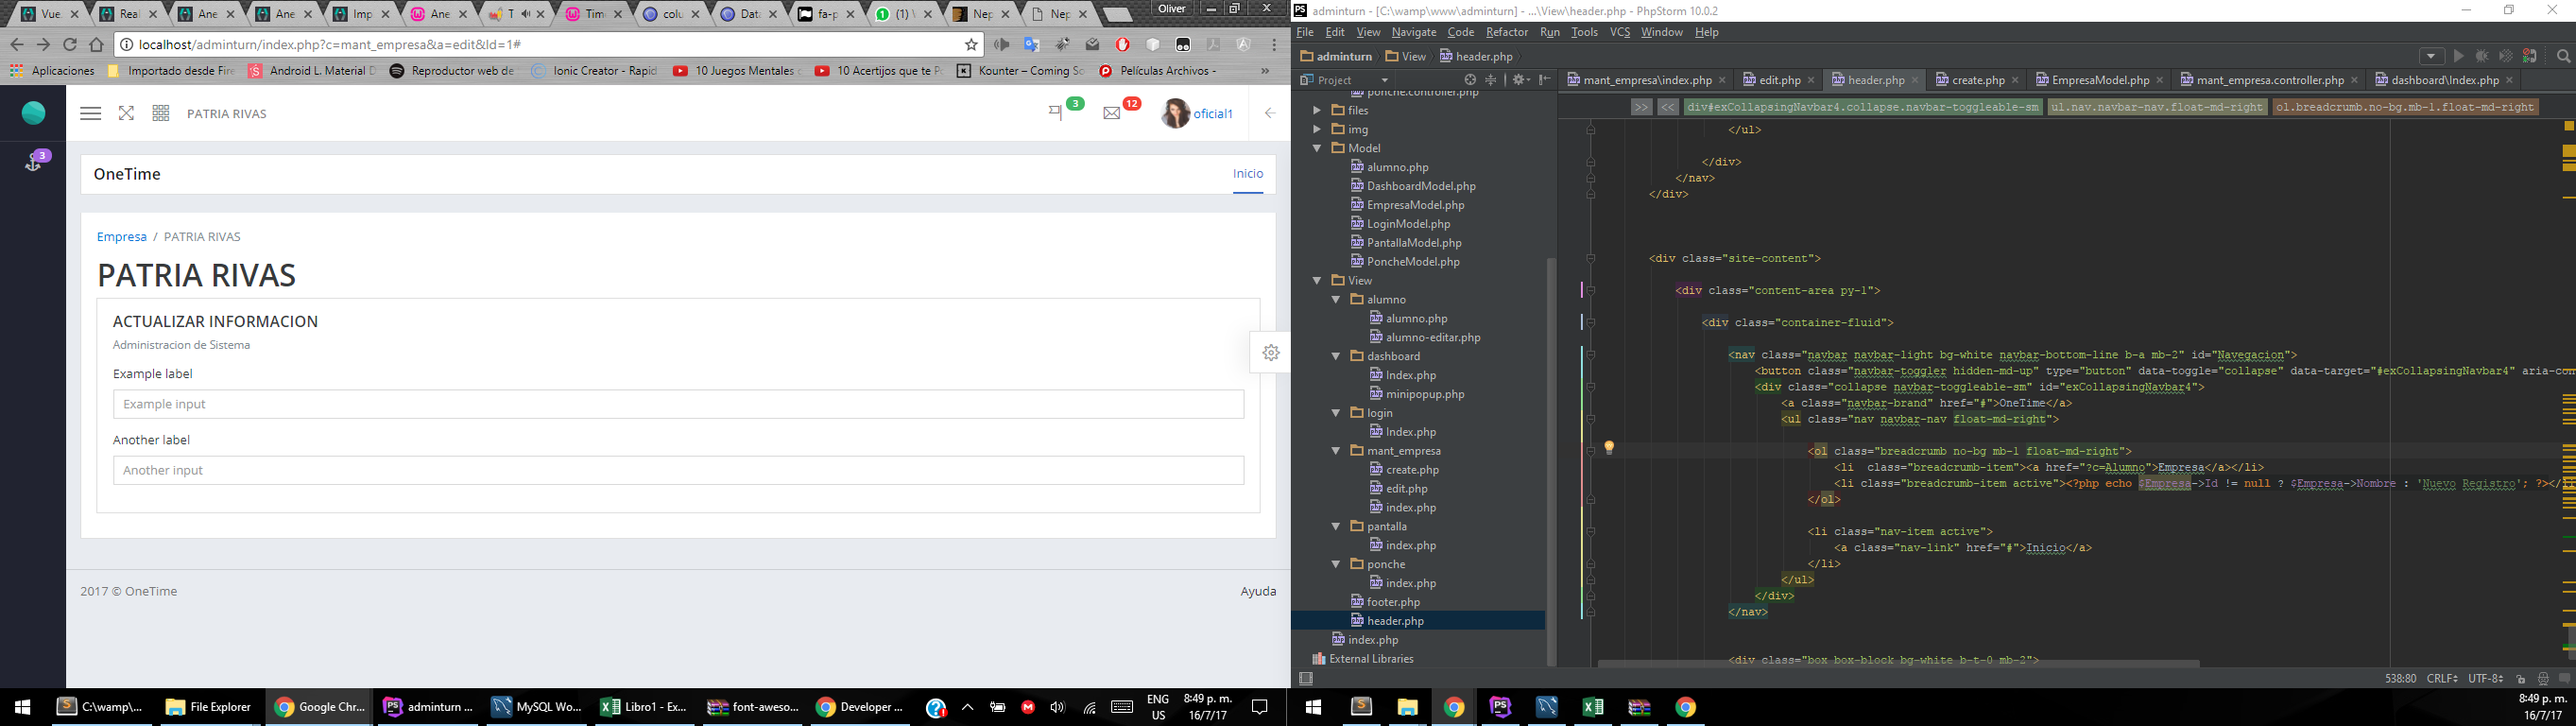 Vue
Real
Ane
Ane
Imp
Ane
T
Time
colu
Data
fa-p
(1) \
Nep
Nep
Oliver
localhost/adminturn/index.php?c=mant_empresa&a=edit&Id=1#
Aplicaciones
Importado desde Fire
Android L. Material D
Reproductor web de
Ionic Creator - Rapid
10 Juegos Mentales
10 Acertijos que te P
Kounter – Coming So
Películas Archivos -
»
PATRIA RIVAS
3
12
oficial1
3
OneTime
Inicio
Empresa / PATRIA RIVAS
PATRIA RIVAS
ACTUALIZAR INFORMACION
Administracion de Sistema
Example label
Example input
Another label
Another input
2017 © OneTime
Ayuda
adminturn - [C:\wamp\www\adminturn] - ...\View\header.php - PhpStorm 10.0.2
File Edit View Navigate Code Refactor Run Tools VCS Window Help
adminturn View header.php
Project
mant_empresa\index.php
edit.php
header.php
create.php
EmpresaModel.php
mant_empresa.controller.php
dashboard\Index.php
ponche.controller.php
files
img
Model
alumno.php
DashboardModel.php
EmpresaModel.php
LoginModel.php
PantallaModel.php
PoncheModel.php
View
alumno
alumno.php
alumno-editar.php
dashboard
Index.php
minipopup.php
login
Index.php
mant_empresa
create.php
edit.php
index.php
pantalla
index.php
ponche
index.php
footer.php
header.php
index.php
External Libraries
>> << div#exCollapsingNavbar4.collapse.navbar-toggleable-sm ul.nav.navbar-nav.float-md-right ol.breadcrumb.no-bg.mb-1.float-md-right
</ul>
</div>
</nav>
</div>
<div class="site-content">
<div class="content-area py-1">
<div class="container-fluid">
<nav class="navbar navbar-light bg-white navbar-bottom-line b-a mb-2" id="Navegacion">
<button class="navbar-toggler hidden-md-up" type="button" data-toggle="collapse" data-target="#exCollapsingNavbar4" aria-con
<div class="collapse navbar-toggleable-sm" id="exCollapsingNavbar4">
<a class="navbar-brand" href="#">OneTime</a>
<ul class="nav navbar-nav float-md-right">
<ol class="breadcrumb no-bg mb-1 float-md-right">
<li  class="breadcrumb-item"><a href="?c=Alumno">Empresa</a></li>
<li class="breadcrumb-item active"><?php echo $Empresa->Id != null ? $Empresa->Nombre : 'Nuevo Registro'; ?></li
</ol>
<li class="nav-item active">
<a class="nav-link" href="#">Inicio</a>
</li>
</ul>
</div>
</nav>
<div class="box box-block bg-white b-t-0 mb-2">
538:80 CRLF UTF-8
C:\wamp\...
File Explorer
Google Chr...
adminturn ...
MySQL Wo...
Libro1 - Ex...
font-aweso...
Developer ...
ENG
US
8:49 p. m.
16/7/17
8:49 p. m.
16/7/17